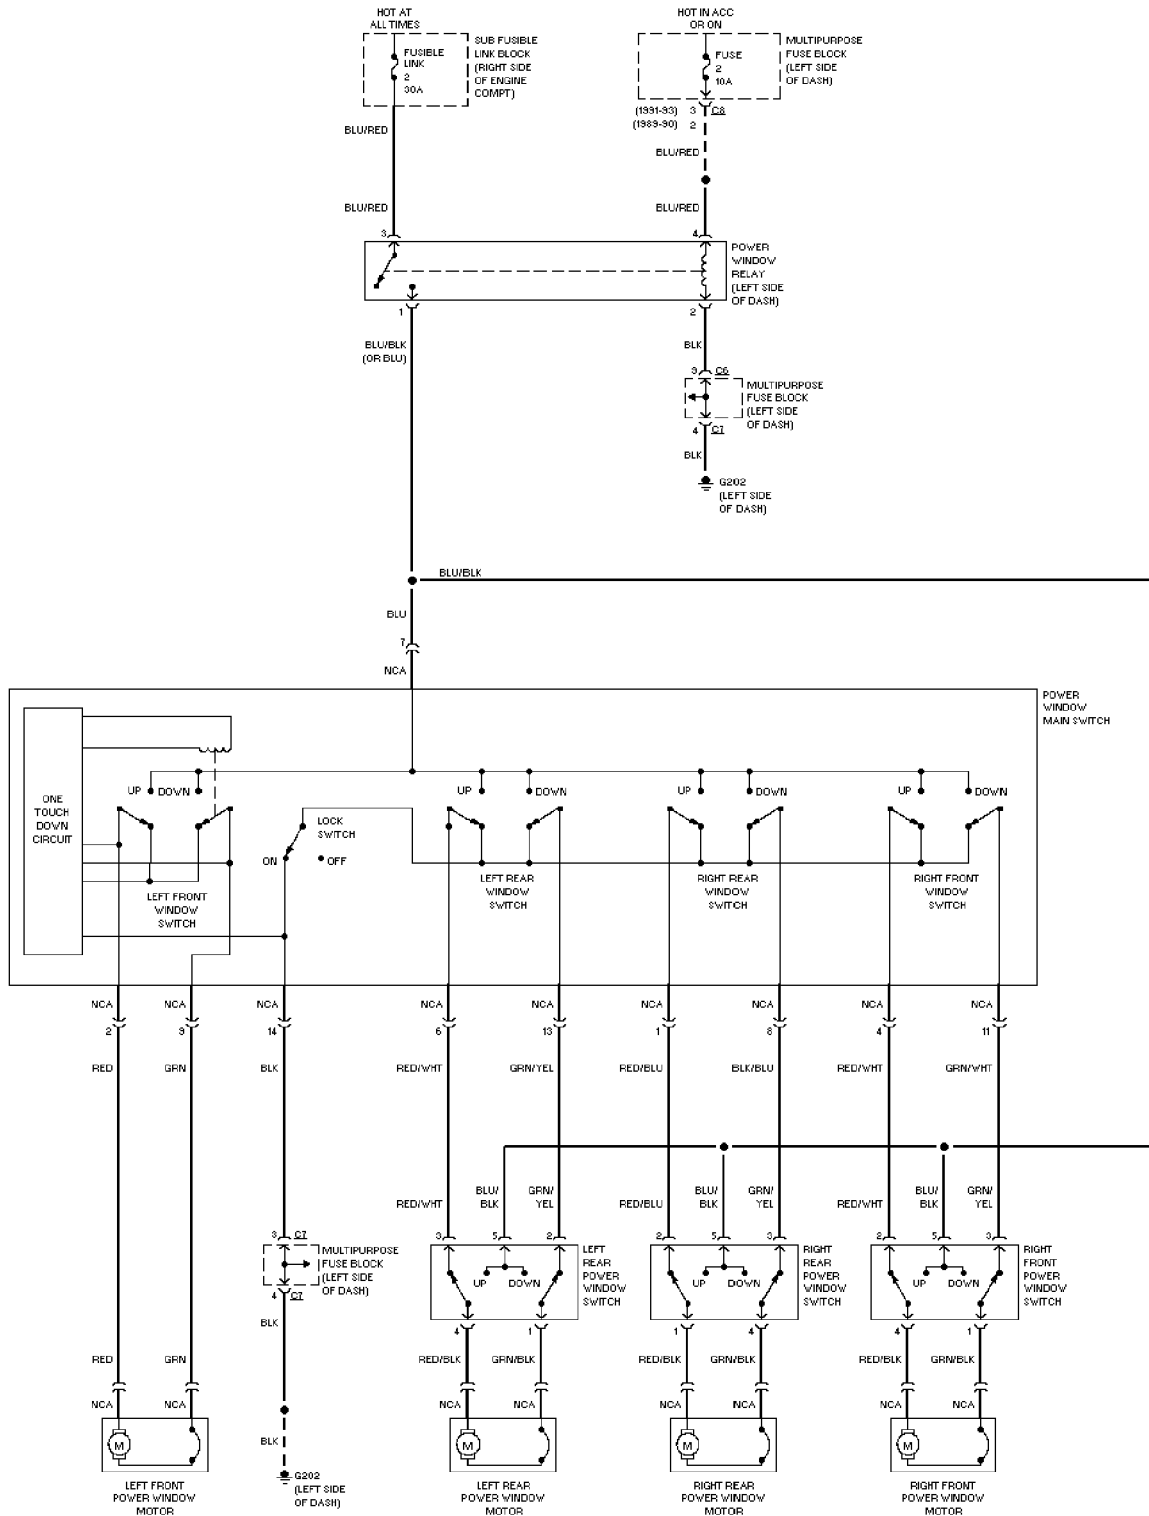 HOT AT
ALL TIMES
HOT IN ACC
OR ON
FUSIBLE
LINK
2
30A
SUB FUSIBLE
LINK BLOCK
(RIGHT SIDE
OF ENGINE
COMPT)
FUSE
2
10A
MULTIPURPOSE
FUSE BLOCK
(LEFT SIDE
OF DASH)
(1991-93) 3 C8
(1989-90) 2
BLU/RED
BLU/RED
BLU/RED
BLU/RED
3
4
POWER
WINDOW
RELAY
(LEFT SIDE
OF DASH)
1
2
BLU/BLK
(OR BLU)
BLK
9 C6
MULTIPURPOSE
FUSE BLOCK
(LEFT SIDE
OF DASH)
4 C7
BLK
G202
(LEFT SIDE
OF DASH)
BLU/BLK
BLU
7
NCA
POWER
WINDOW
MAIN SWITCH
ONE
TOUCH
DOWN
CIRCUIT
UP DOWN
UP DOWN
UP DOWN
UP DOWN
LOCK
SWITCH
ON OFF
LEFT FRONT
WINDOW
SWITCH
LEFT REAR
WINDOW
SWITCH
RIGHT REAR
WINDOW
SWITCH
RIGHT FRONT
WINDOW
SWITCH
NCA NCA NCA NCA NCA NCA NCA NCA NCA
2 9 14 6 13 1 8 4 11
RED GRN BLK RED/WHT GRN/YEL RED/BLU BLK/BLU RED/WHT GRN/WHT
RED/WHT BLU/
BLK GRN/
YEL RED/BLU BLU/
BLK GRN/
YEL RED/WHT BLU/
BLK GRN/
YEL
3 C7
MULTIPURPOSE
FUSE BLOCK
(LEFT SIDE
OF DASH)
4 C7
BLK
3 5 2
2 5 3
2 5 3
UP DOWN
LEFT
REAR
POWER
WINDOW
SWITCH
UP DOWN
RIGHT
REAR
POWER
WINDOW
SWITCH
UP DOWN
RIGHT
FRONT
POWER
WINDOW
SWITCH
4 1 1 4 4 1
RED GRN RED/BLK GRN/BLK RED/BLK GRN/BLK RED/BLK GRN/BLK
NCA NCA NCA NCA NCA NCA NCA NCA
BLK
M M M M
G202
(LEFT SIDE
OF DASH)
LEFT FRONT
POWER WINDOW
MOTOR
LEFT REAR
POWER WINDOW
MOTOR
RIGHT REAR
POWER WINDOW
MOTOR
RIGHT FRONT
POWER WINDOW
MOTOR